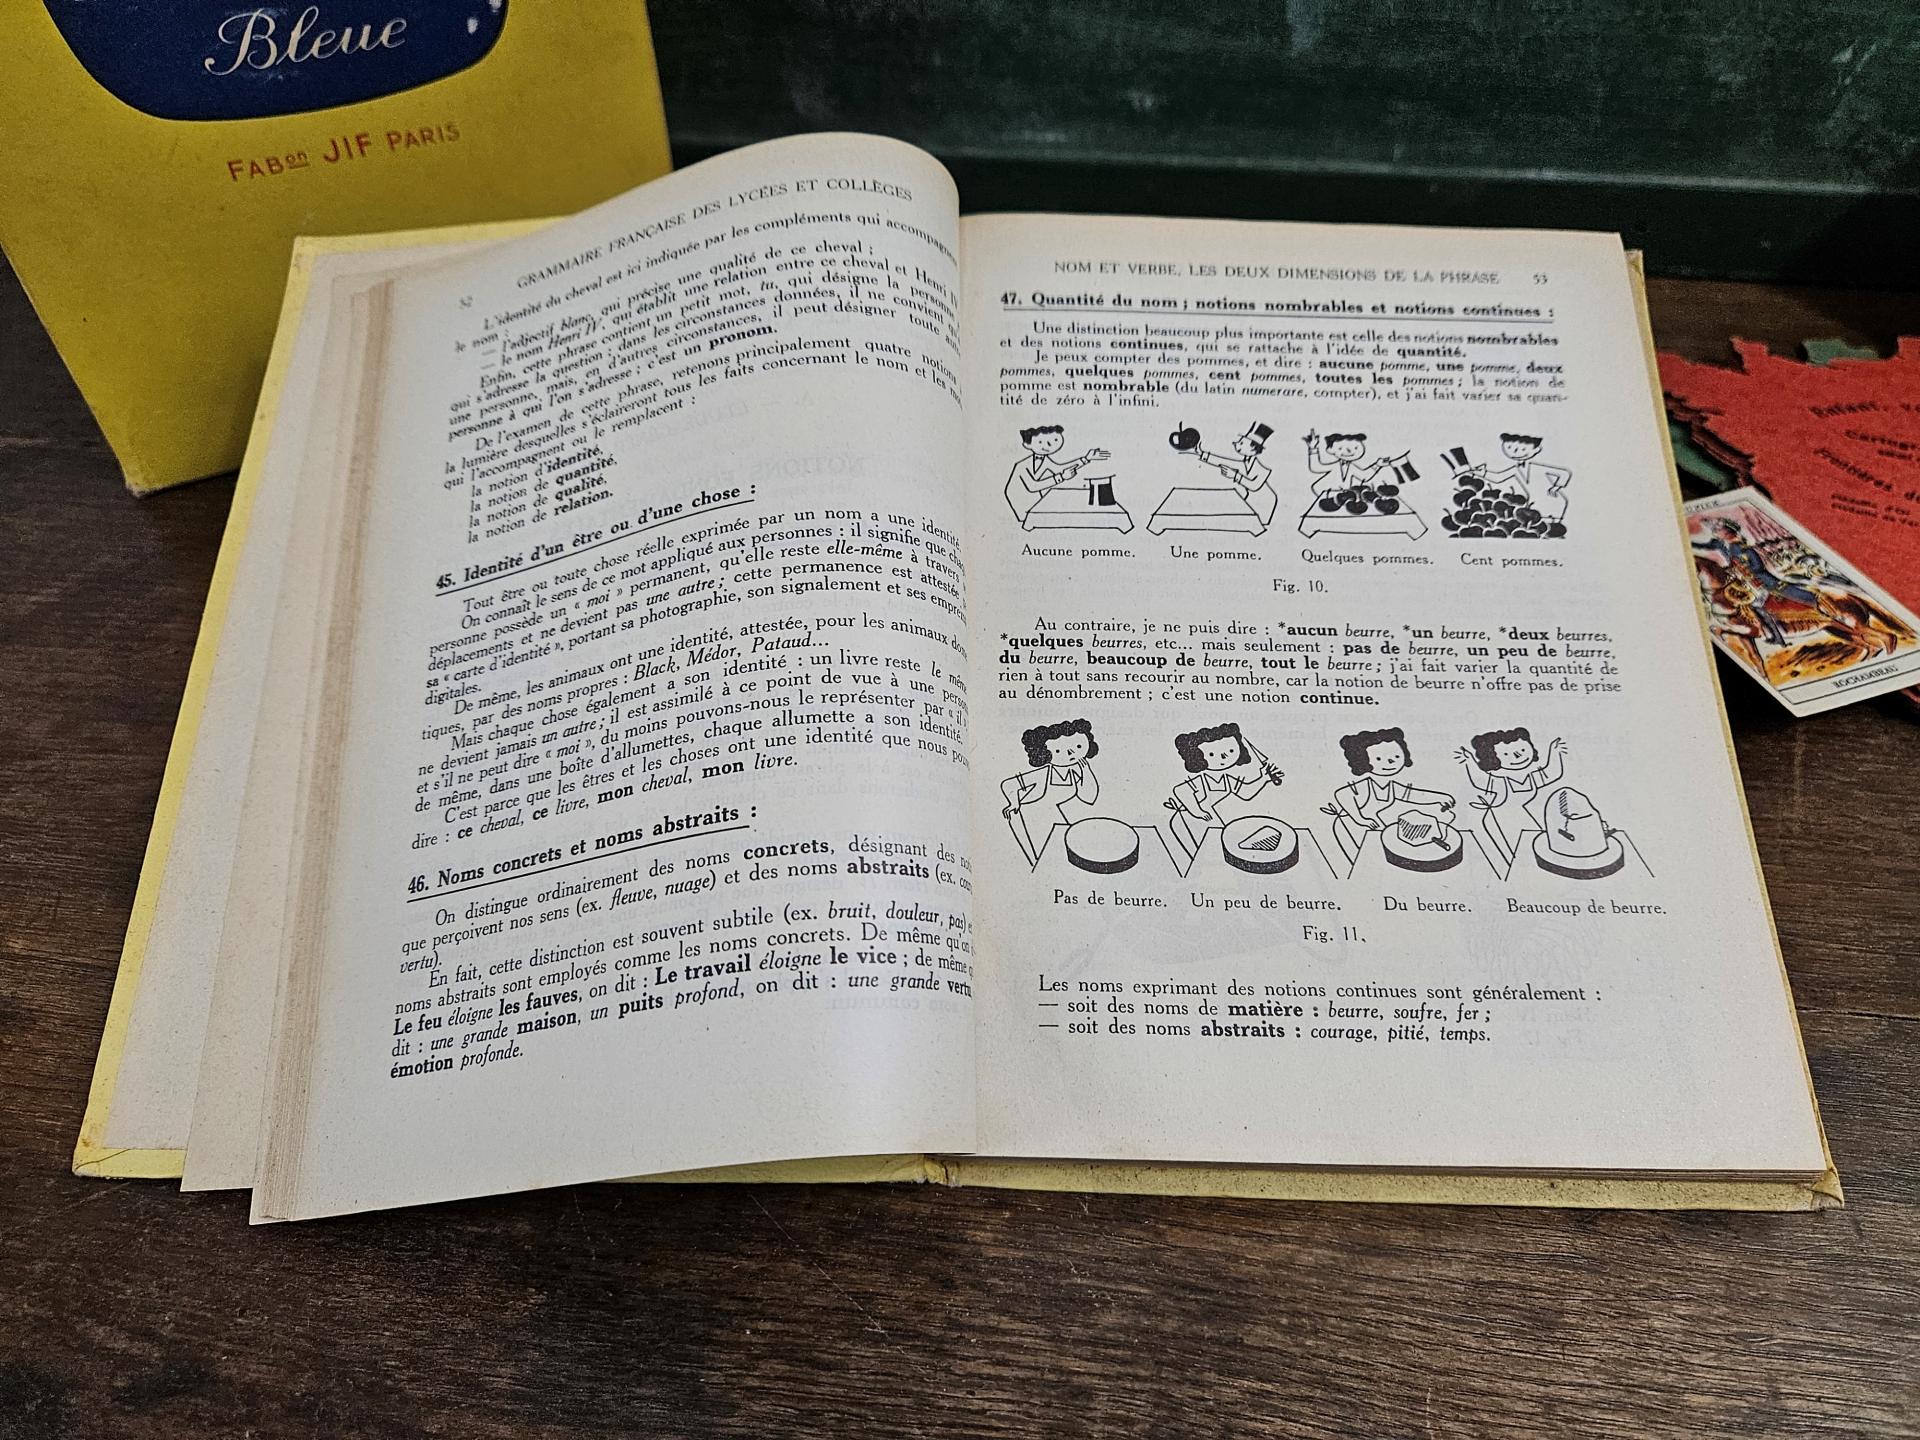 Bleue
FABon JIF PARIS
52
GRAMMAIRE FRANÇAISE DES LYCÉES ET COLLÈGES
L'identité du cheval est ici indiquée par les compléments qui accompagnent
le nom :
— l'adjectif blanc, qui précise une qualité de ce cheval ;
— le nom Henri IV, qui établit une relation entre ce cheval et Henri IV.
Enfin, cette phrase contient un petit mot, tu, qui désigne la personne
qui s'adresse la question ; dans les circonstances données, il ne convient
une personne, mais, en d'autres circonstances, il peut désigner toute
personne à qui l'on s'adresse ; c'est un pronom.
De l'examen de cette phrase, retenons principalement quatre notions
la lumière desquelles s'éclaireront tous les faits concernant le nom et les
qui l'accompagnent ou le remplacent :
la notion d'identité,
la notion de quantité,
la notion de qualité,
la notion de relation.
45. Identité d'un être ou d'une chose :
Tout être ou toute chose réelle exprimée par un nom a une identité.
On connaît le sens de ce mot appliqué aux personnes : il signifie que
personne possède un « moi » permanent, qu'elle reste elle-même à travers
déplacements et ne devient pas une autre ; cette permanence est attestée
sa « carte d'identité », portant sa photographie, son signalement et ses
digitales.
De même, les animaux ont une identité, attestée, pour les animaux
tiques, par des noms propres : Black, Médor, Pataud...
Mais chaque chose également a son identité : un livre reste le
ne devient jamais un autre ; il est assimilé à ce point de vue à une
et s'il ne peut dire « moi », du moins pouvons-nous le représenter par « il »
de même, dans une boîte d'allumettes, chaque allumette a son identité.
C'est parce que les êtres et les choses ont une identité que nous
dire : ce cheval, ce livre, mon cheval, mon livre.
46. Noms concrets et noms abstraits :
On distingue ordinairement des noms concrets, désignant des
que perçoivent nos sens (ex. fleuve, nuage) et des noms abstraits (ex.
vertu).
En fait, cette distinction est souvent subtile (ex. bruit, douleur, pas)
noms abstraits sont employés comme les noms concrets. De même qu'on
Le feu éloigne les fauves, on dit : Le travail éloigne le vice ; de même
dit : une grande maison, un puits profond, on dit : une grande vertu
émotion profonde.
NOM ET VERBE, LES DEUX DIMENSIONS DE LA PHRASE 53
47. Quantité du nom ; notions nombrables et notions continues :
Une distinction beaucoup plus importante est celle des notions nombrables
et des notions continues, qui se rattache à l'idée de quantité.
Je peux compter des pommes, et dire : aucune pomme, une pomme, deux
pommes, quelques pommes, cent pommes, toutes les pommes ; la notion de
pomme est nombrable (du latin numerare, compter), et j'ai fait varier sa quan-
tité de zéro à l'infini.
Aucune pomme. Une pomme. Quelques pommes. Cent pommes.
Fig. 10.
Au contraire, je ne puis dire : *aucun beurre, *un beurre, *deux beurres,
*quelques beurres, etc... mais seulement : pas de beurre, un peu de beurre,
du beurre, beaucoup de beurre, tout le beurre ; j'ai fait varier la quantité de
rien à tout sans recourir au nombre, car la notion de beurre n'offre pas de prise
au dénombrement ; c'est une notion continue.
Pas de beurre. Un peu de beurre. Du beurre. Beaucoup de beurre.
Fig. 11.
Les noms exprimant des notions continues sont généralement :
— soit des noms de matière : beurre, soufre, fer ;
— soit des noms abstraits : courage, pitié, temps.
ROCHAMBEAU